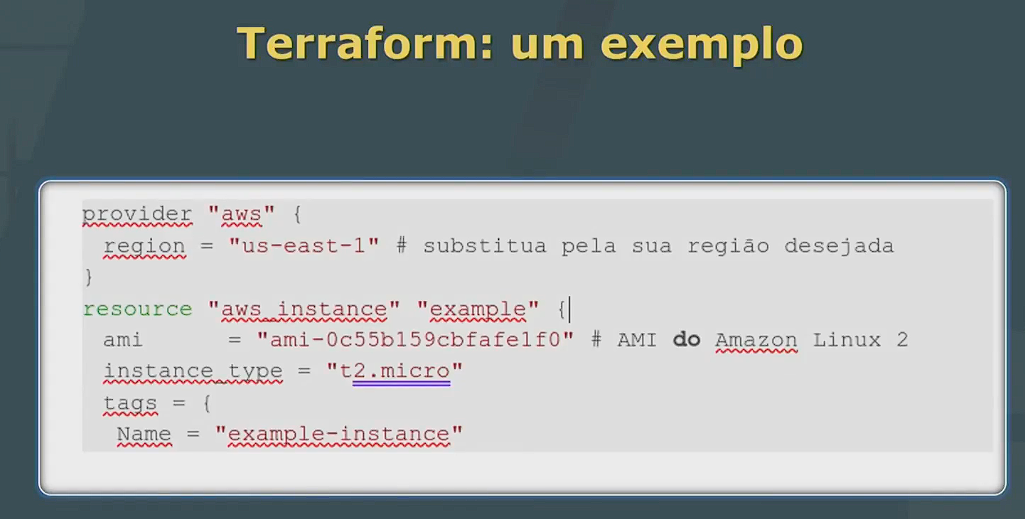 Terraform: um exemplo
provider "aws" {
region = "us-east-1" # substitua pela sua região desejada
}
resource "aws_instance" "example" {
ami = "ami-0c55b159cbfafe1f0" # AMI do Amazon Linux 2
instance_type = "t2.micro"
tags = {
Name = "example-instance"